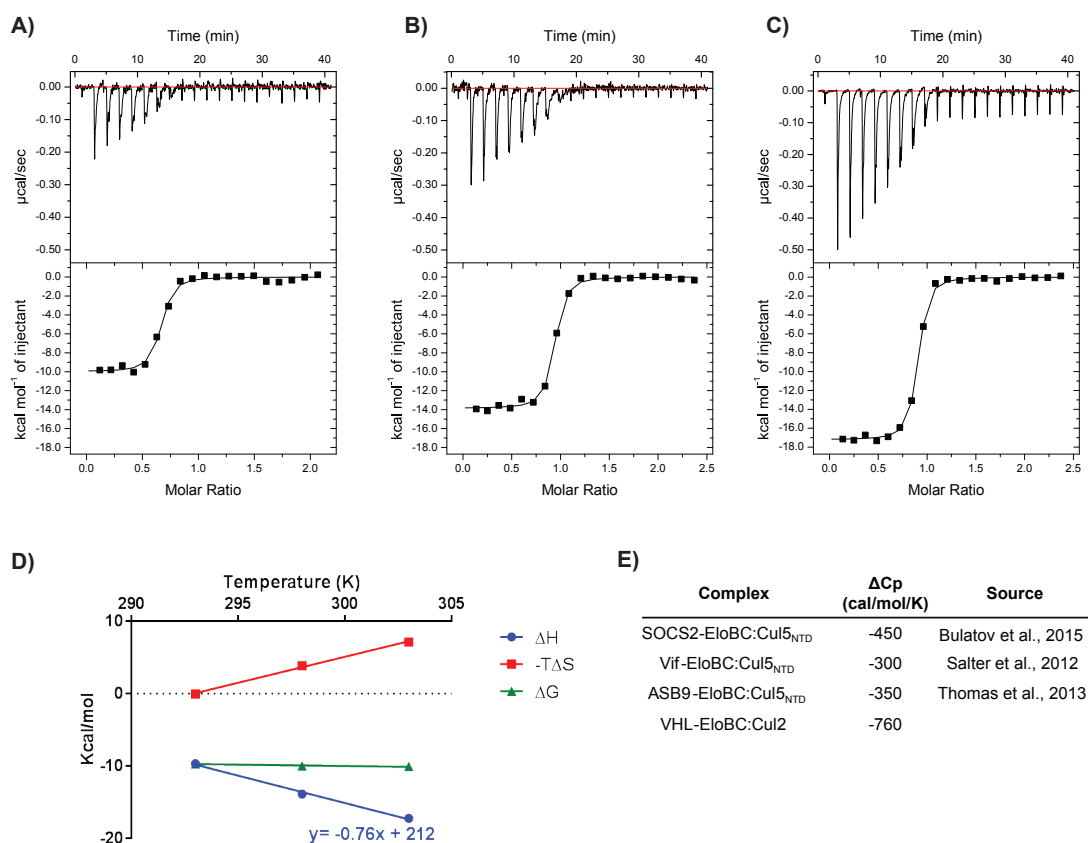 A)
Time (min)
0 10 20 30 40
0.00
-0.10
-0.20
-0.30
-0.40
-0.50
µcal/sec
0.0
-2.0
-4.0
-6.0
-8.0
-10.0
-12.0
-14.0
-16.0
-18.0
kcal mol⁻¹ of injectant
0.0 0.5 1.0 1.5 2.0
Molar Ratio
B)
Time (min)
0 10 20 30 40
0.00
-0.10
-0.20
-0.30
-0.40
-0.50
µcal/sec
0.0
-2.0
-4.0
-6.0
-8.0
-10.0
-12.0
-14.0
-16.0
-18.0
kcal mol⁻¹ of injectant
0.0 0.5 1.0 1.5 2.0 2.5
Molar Ratio
C)
Time (min)
0 10 20 30 40
0.00
-0.10
-0.20
-0.30
-0.40
-0.50
µcal/sec
0.0
-2.0
-4.0
-6.0
-8.0
-10.0
-12.0
-14.0
-16.0
-18.0
kcal mol⁻¹ of injectant
0.0 0.5 1.0 1.5 2.0 2.5
Molar Ratio
D)
Temperature (K)
290 295 300 305
10
0
-10
-20
Kcal/mol
ΔH
-TΔS
ΔG
y= -0.76x + 212
E)
Complex ΔCp (cal/mol/K) Source
SOCS2-EloBC:Cul5NTD -450 Bulatov et al., 2015
Vif-EloBC:Cul5NTD -300 Salter et al., 2012
ASB9-EloBC:Cul5NTD -350 Thomas et al., 2013
VHL-EloBC:Cul2 -760